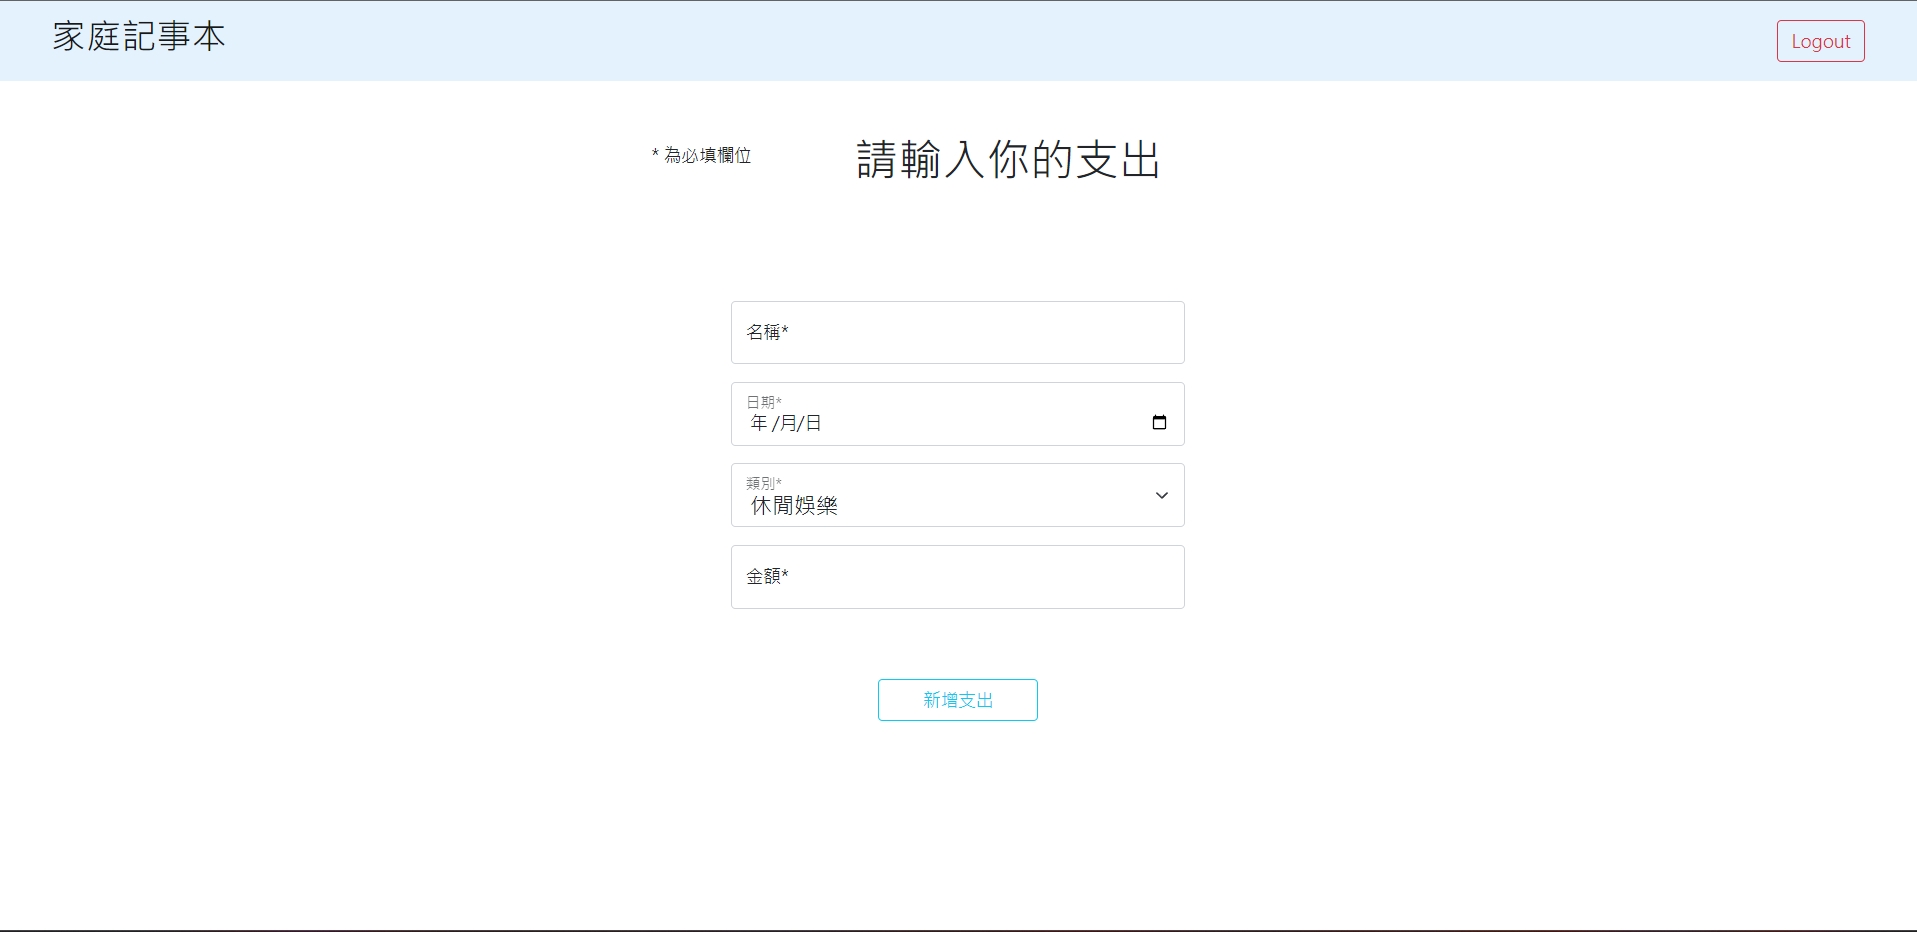 家庭記事本
Logout
* 為必填欄位
請輸入你的支出
名稱*
日期*
年 /月/日
類別*
休閒娛樂
金額*
新增支出